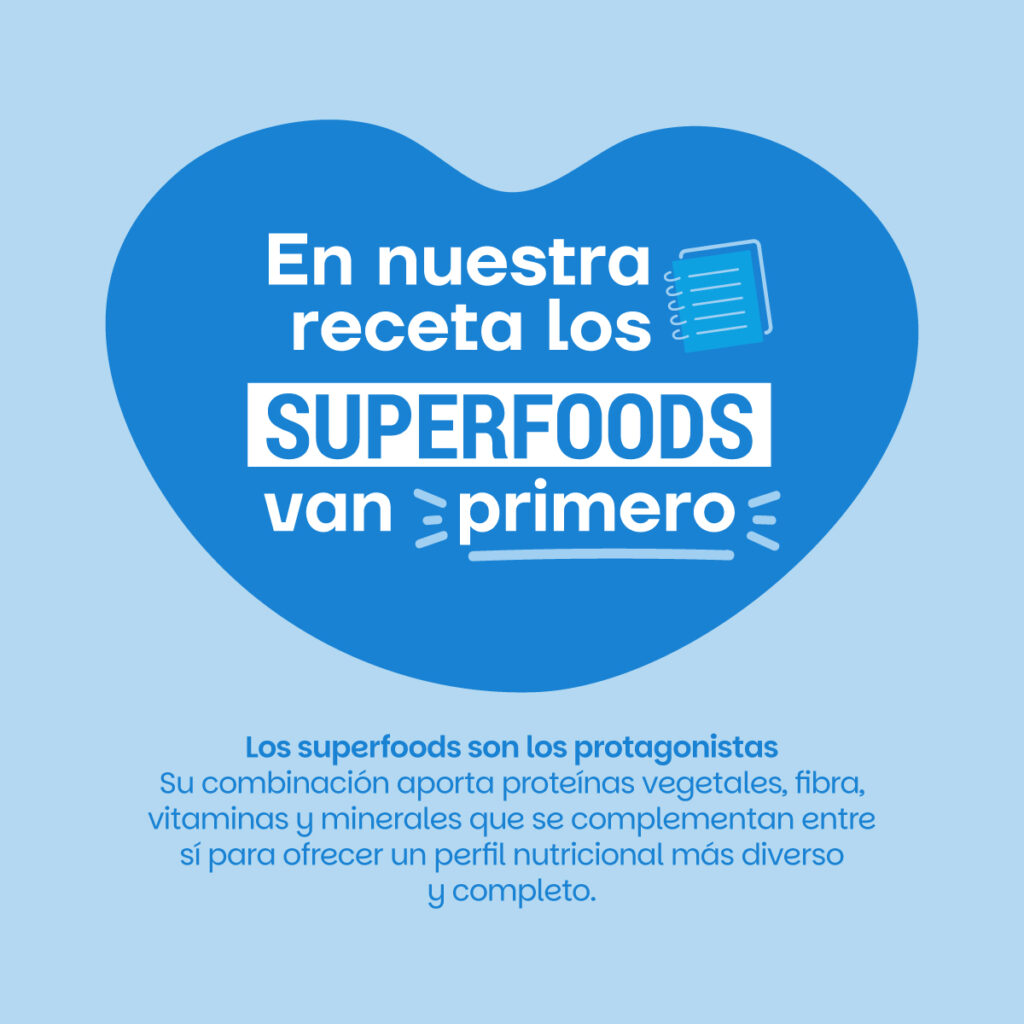 En nuestra
receta los
SUPERFOODS
van primero
Los superfoods son los protagonistas
Su combinación aporta proteínas vegetales, fibra,
vitaminas y minerales que se complementan entre
sí para ofrecer un perfil nutricional más diverso
y completo.